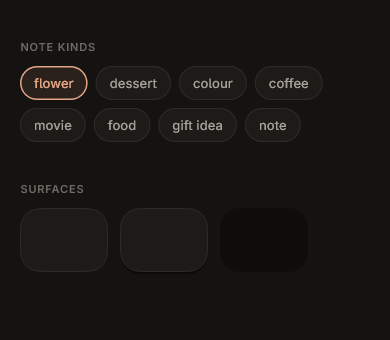 NOTE KINDS
flower dessert colour coffee
movie food gift idea note
SURFACES